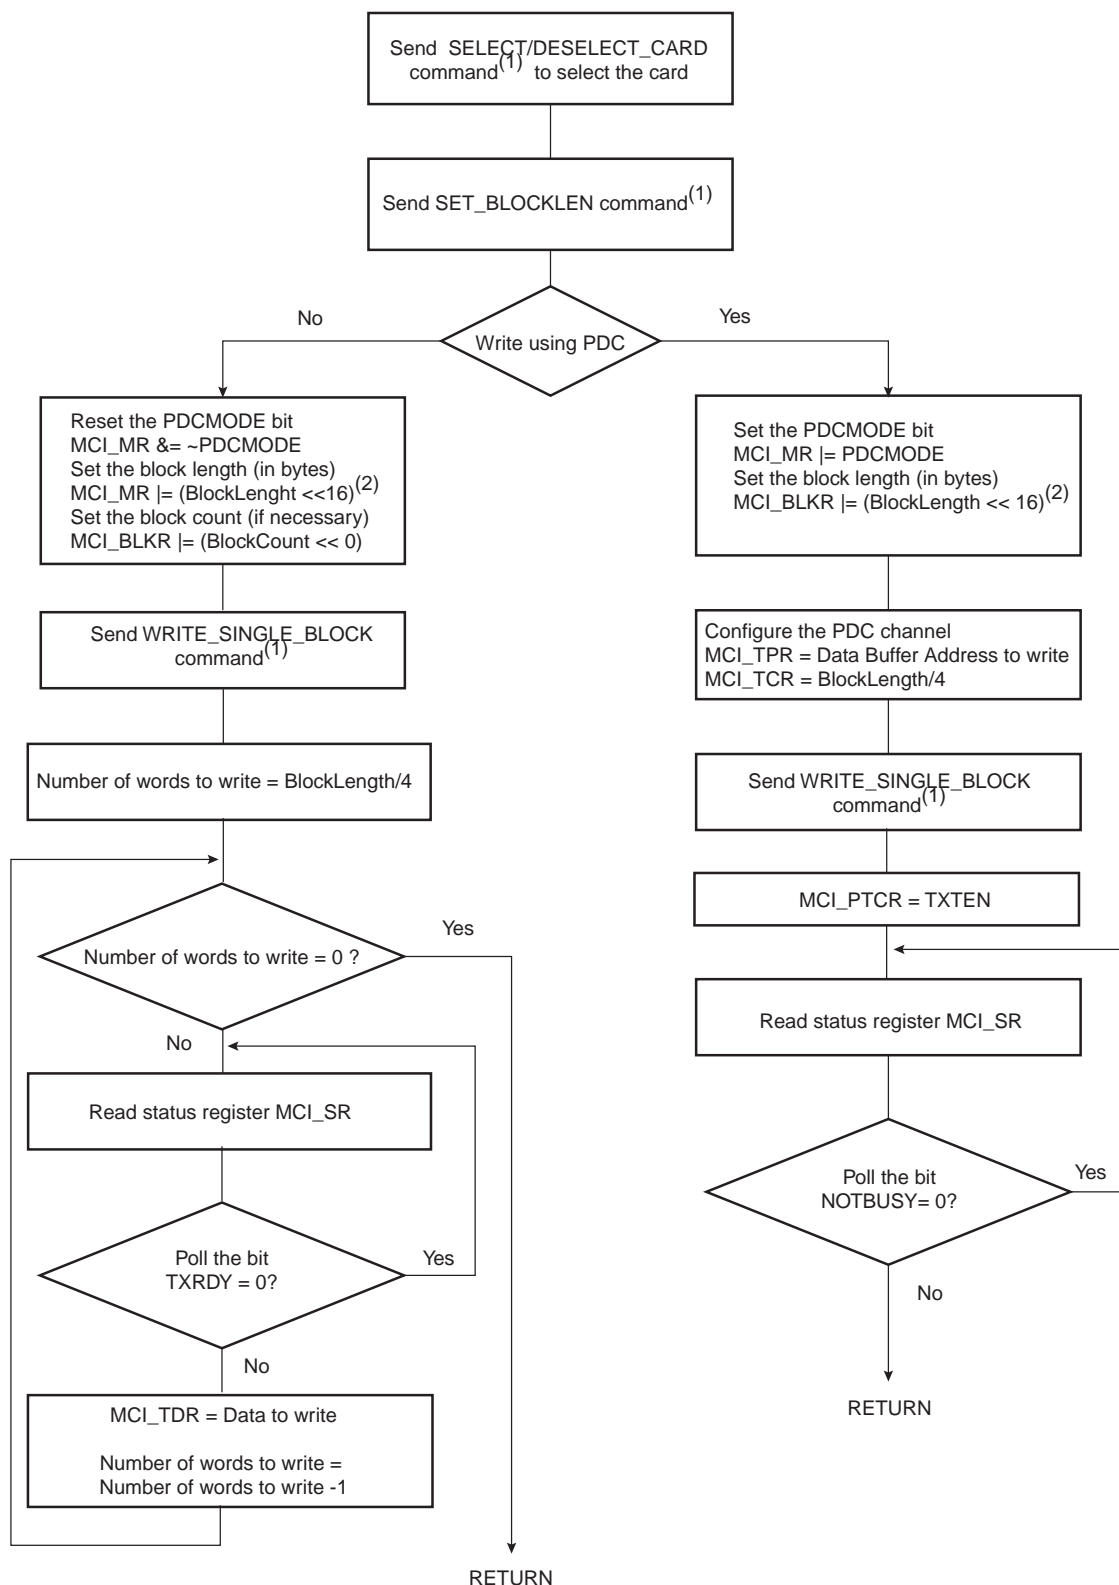 Send SELECT/DESELECT_CARD
command(1) to select the card
Send SET_BLOCKLEN command(1)
No
Yes
Write using PDC
Reset the PDCMODE bit
MCI_MR &= ~PDCMODE
Set the block length (in bytes)
MCI_MR |= (BlockLenght <<16)(2)
Set the block count (if necessary)
MCI_BLKR |= (BlockCount << 0)
Send WRITE_SINGLE_BLOCK
command(1)
Number of words to write = BlockLength/4
Number of words to write = 0 ?
Yes
No
Read status register MCI_SR
Poll the bit
TXRDY = 0?
Yes
No
MCI_TDR = Data to write
Number of words to write =
Number of words to write -1
RETURN
Set the PDCMODE bit
MCI_MR |= PDCMODE
Set the block length (in bytes)
MCI_BLKR |= (BlockLength << 16)(2)
Configure the PDC channel
MCI_TPR = Data Buffer Address to write
MCI_TCR = BlockLength/4
Send WRITE_SINGLE_BLOCK
command(1)
MCI_PTCR = TXTEN
Read status register MCI_SR
Poll the bit
NOTBUSY= 0?
Yes
No
RETURN